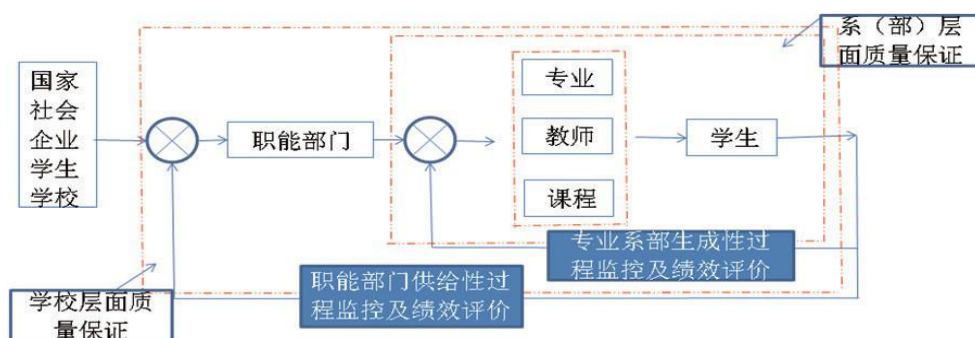 系（部）层
面质量保证
国家
社会
企业
学生
学校
职能部门
专业
教师
课程
学生
专业系部生成性过
程监控及绩效评价
职能部门供给性过
程监控及绩效评价
学校层面质
量保证